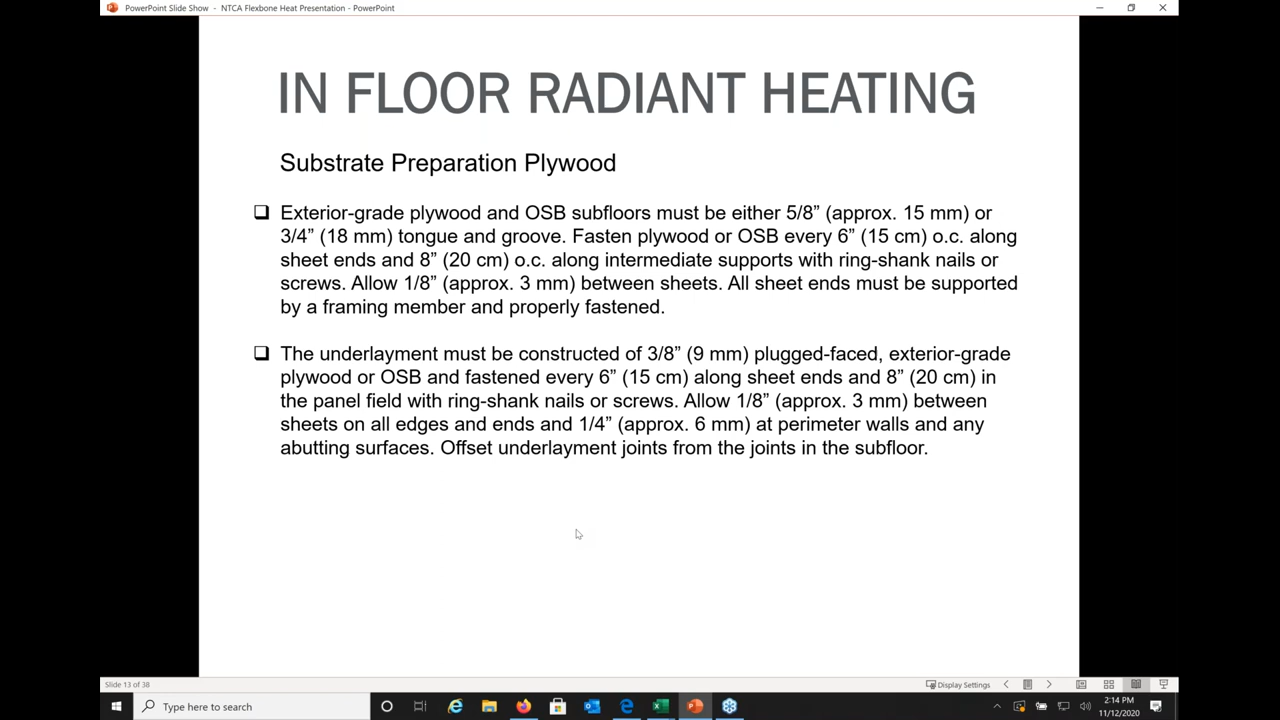 PowerPoint Slide Show - NTCA Flexbone Heat Presentation - PowerPoint
IN FLOOR RADIANT HEATING
Substrate Preparation Plywood
❑ Exterior-grade plywood and OSB subfloors must be either 5/8” (approx. 15 mm) or
3/4” (18 mm) tongue and groove. Fasten plywood or OSB every 6” (15 cm) o.c. along
sheet ends and 8” (20 cm) o.c. along intermediate supports with ring-shank nails or
screws. Allow 1/8” (approx. 3 mm) between sheets. All sheet ends must be supported
by a framing member and properly fastened.
❑ The underlayment must be constructed of 3/8” (9 mm) plugged-faced, exterior-grade
plywood or OSB and fastened every 6” (15 cm) along sheet ends and 8” (20 cm) in
the panel field with ring-shank nails or screws. Allow 1/8” (approx. 3 mm) between
sheets on all edges and ends and 1/4” (approx. 6 mm) at perimeter walls and any
abutting surfaces. Offset underlayment joints from the joints in the subfloor.
Slide 13 of 38
Display Settings
Type here to search
2:14 PM
11/12/2020